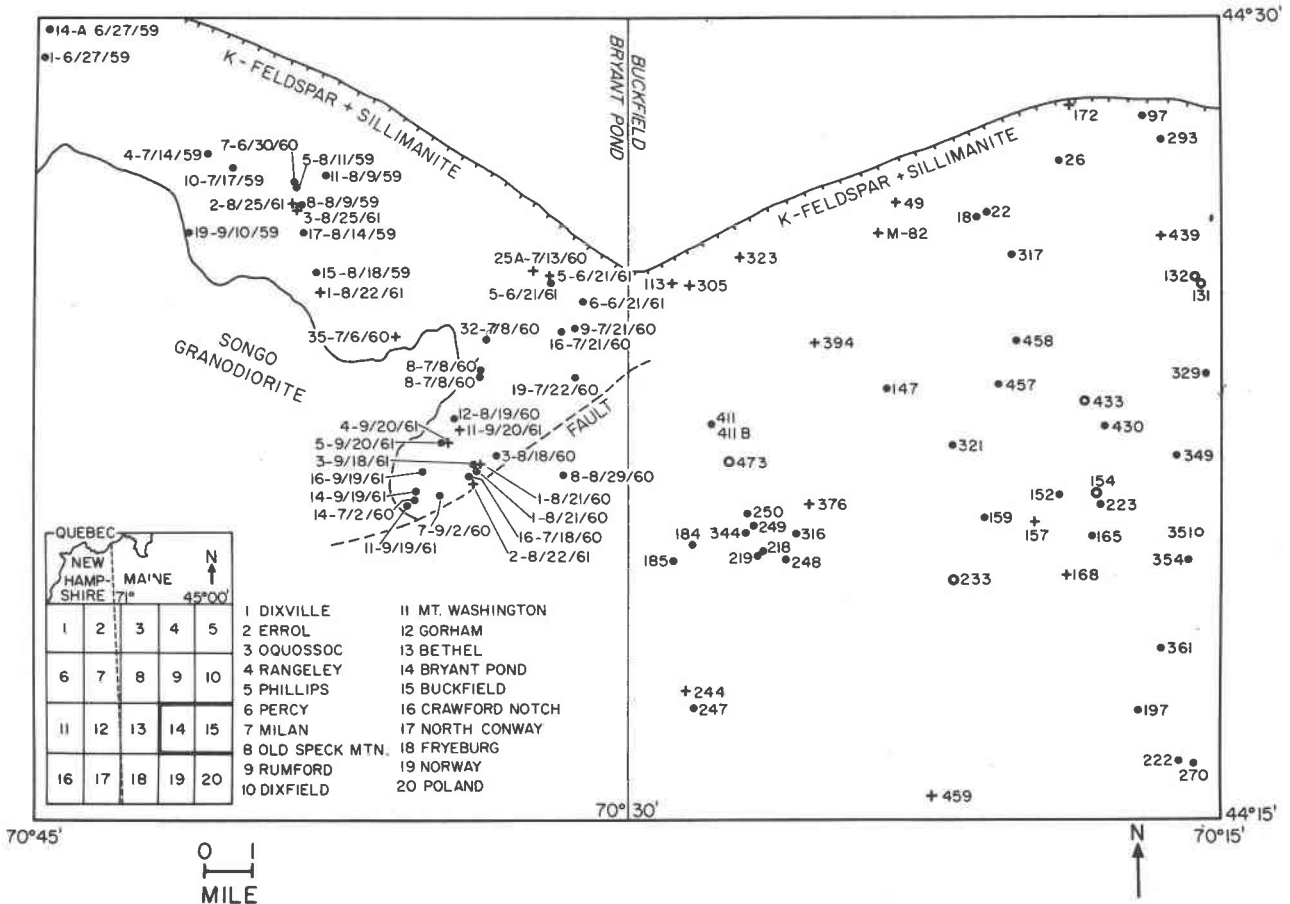 44°30'
14-A 6/27/59
1-6/27/59
K-FELDSPAR + SILLIMANITE
BUCKFIELD
BRYANT POND
K-FELDSPAR + SILLIMANITE
172
97
293
26
4-7/14/59
7-6/30/60
5-8/11/59
10-7/17/59
11-8/9/59
2-8/25/61
8-8/9/59
3-8/25/61
19-9/10/59
17-8/14/59
49
18
22
M-82
439
317
323
132
131
25A-7/13/60
5-6/21/61
5-6/21/61
15-8/18/59
1-8/22/61
113
305
6-6/21/61
35-7/6/60
32-7/8/60
9-7/21/60
16-7/21/60
394
458
SONGO
GRANODIORITE
8-7/8/60
8-7/8/60
19-7/22/60
147
457
329
433
FAULT
12-8/19/60
4-9/20/61
11-9/20/61
5-9/20/61
411
411 B
430
321
349
3-9/18/61
3-8/18/60
473
16-9/19/61
8-8/29/60
14-9/19/61
1-8/21/60
14-7/2/60
1-8/21/60
7-9/2/60
16-7/18/60
11-9/19/61
2-8/22/61
154
152
223
376
250
249
159
157
344
316
165
3510
184
218
219
248
185
354
233
168
361
244
247
197
222
270
459
QUEBEC
NEW
HAMP-
SHIRE
MAINE
N
71°
45°00'
1 2 3 4 5
6 7 8 9 10
11 12 13 14 15
16 17 18 19 20
1 DIXVILLE
2 ERROL
3 OQUOSSOC
4 RANGELEY
5 PHILLIPS
6 PERCY
7 MILAN
8 OLD SPECK MTN.
9 RUMFORD
10 DIXFIELD
11 MT. WASHINGTON
12 GORHAM
13 BETHEL
14 BRYANT POND
15 BUCKFIELD
16 CRAWFORD NOTCH
17 NORTH CONWAY
18 FRYEBURG
19 NORWAY
20 POLAND
70°45'
70°30'
44°15'
70°15'
0 1
MILE
N